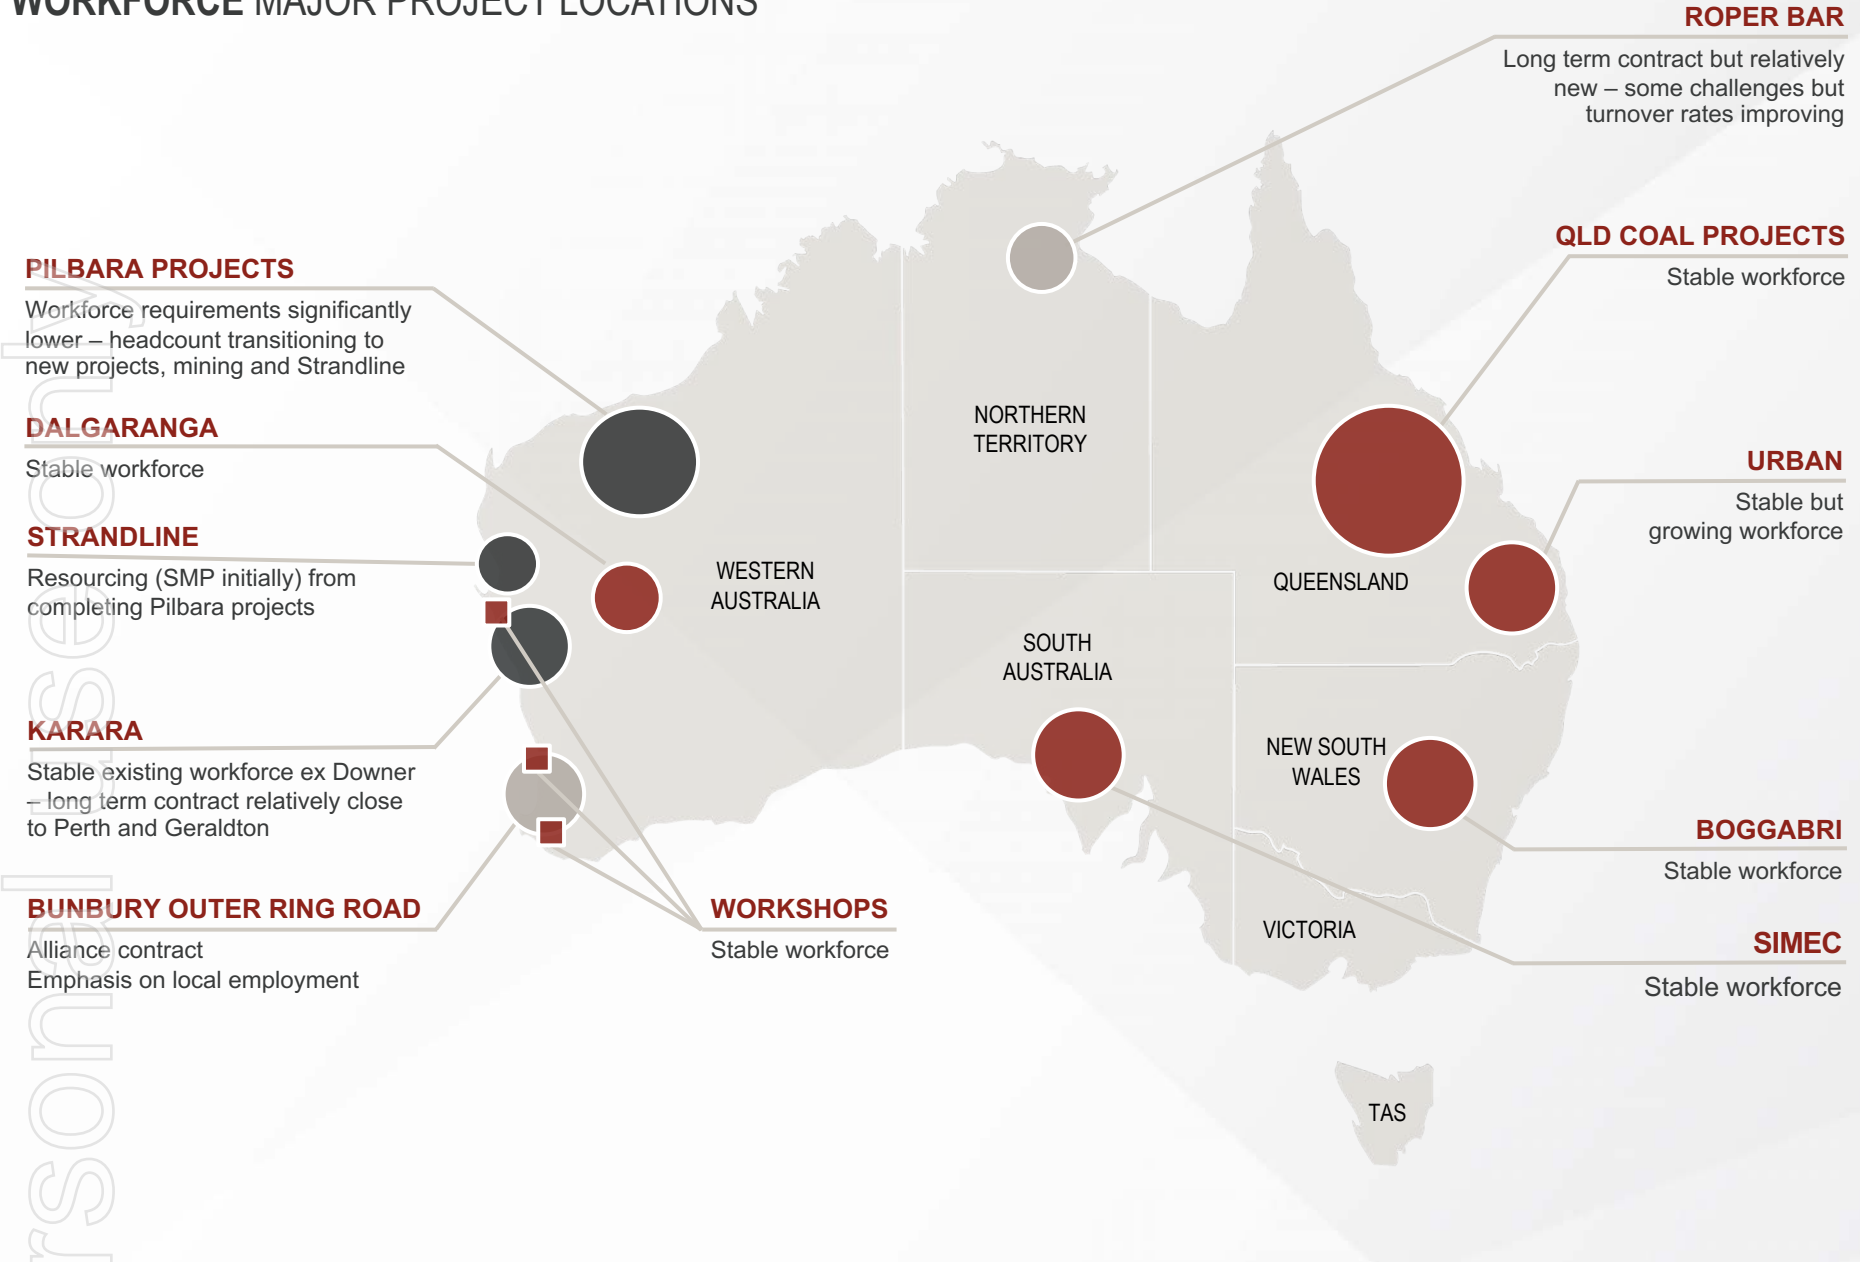 WORKFORCE MAJOR PROJECT LOCATIONS
ROPER BAR
Long term contract but relatively
new – some challenges but
turnover rates improving
QLD COAL PROJECTS
Stable workforce
URBAN
Stable but
growing workforce
BOGGABRI
Stable workforce
SIMEC
Stable workforce
PILBARA PROJECTS
Workforce requirements significantly
lower – headcount transitioning to
new projects, mining and Strandline
DALGARANGA
Stable workforce
STRANDLINE
Resourcing (SMP initially) from
completing Pilbara projects
KARARA
Stable existing workforce ex Downer
– long term contract relatively close
to Perth and Geraldton
BUNBURY OUTER RING ROAD
Alliance contract
Emphasis on local employment
WORKSHOPS
Stable workforce
NORTHERN
TERRITORY
WESTERN
AUSTRALIA
QUEENSLAND
SOUTH
AUSTRALIA
NEW SOUTH
WALES
VICTORIA
TAS
rsonal use only